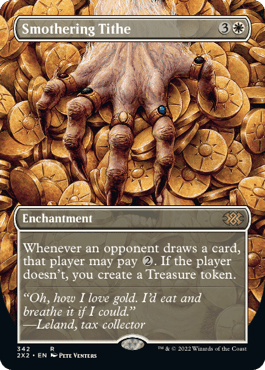 Smothering Tithe 3
Enchantment
Whenever an opponent draws a card,
that player may pay 2. If the player
doesn't, you create a Treasure token.
"Oh, how I love gold. I'd eat and
breathe it if I could."
—Leland, tax collector
342 R
2X2 • EN Pete Venters
™ & © 2022 Wizards of the Coast